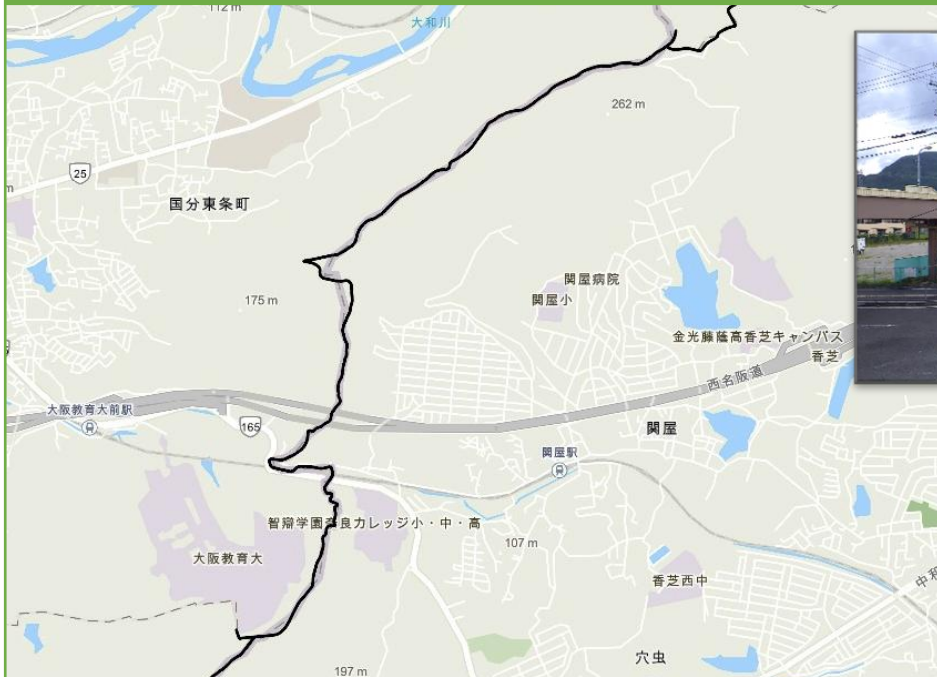 112 m
大和川
262 m
25
国分東条町
関屋病院
関屋小
175 m
金光藤蔭高香芝キャンパス
香芝
西名阪道
大阪教育大前駅
165
関屋
関屋駅
智辯学園奈良カレッジ小・中・高
107 m
大阪教育大
香芝西中
中和
穴虫
197 m